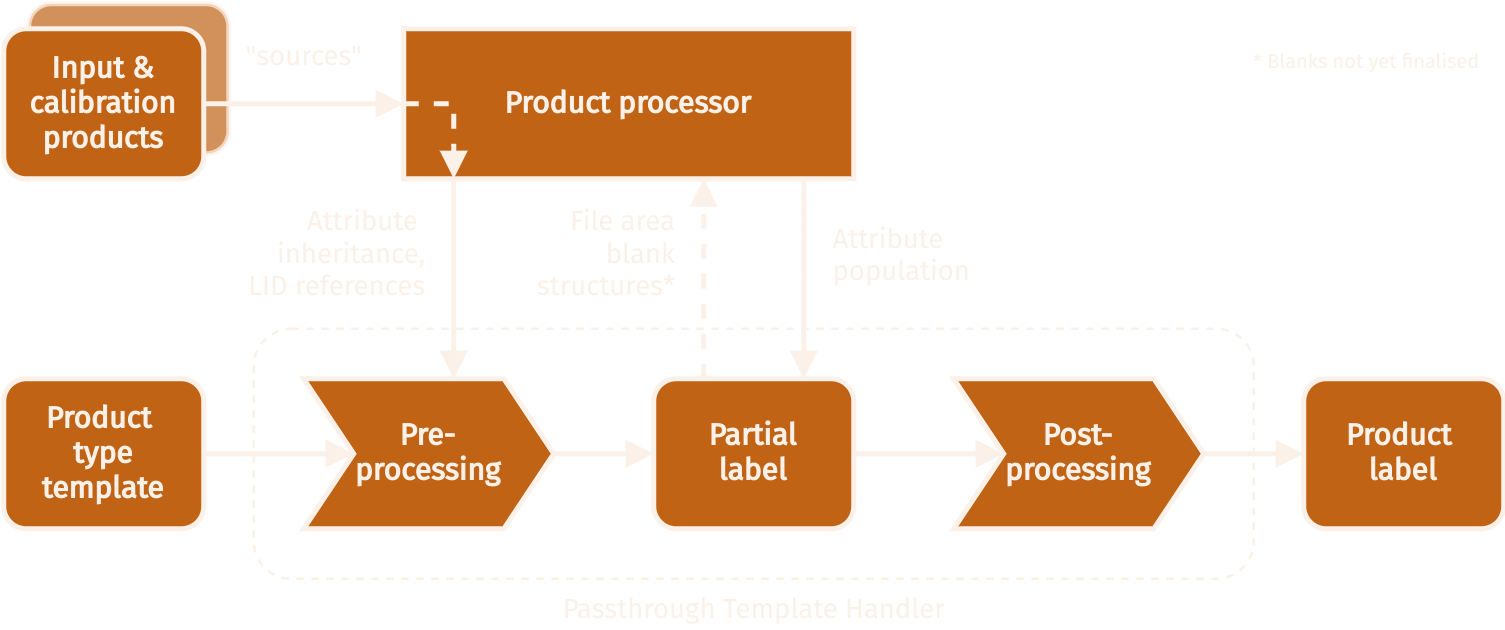 Input &
calibration
products
"sources"
Product processor
* Blanks not yet finalised
Attribute
inheritance,
LID references
File area
blank
structures*
Attribute
population
Product
type
template
Pre-
processing
Partial
label
Post-
processing
Product
label
Passthrough Template Handler